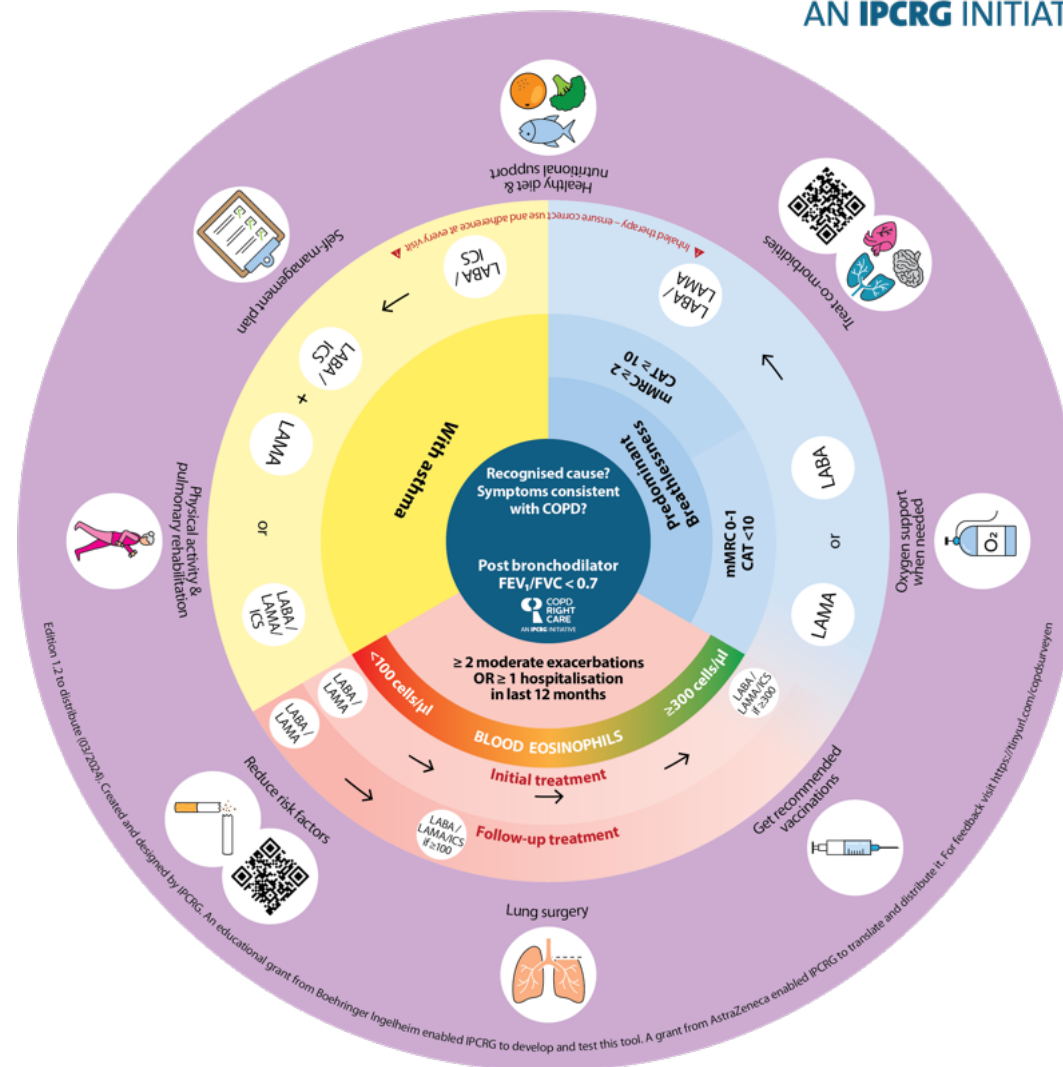 AN IPCRG INITIAT
Healthy diet &
nutritional support
Treat co-morbidities
Oxygen support
when needed
O2
Get recommended
vaccinations
Lung surgery
Reduce risk factors
Physical activity &
pulmonary rehabilitation
Self-management plan
Inhaled therapy – ensure correct use and adherence at every visit
LABA/
ICS
LABA/
ICS
+
LAMA
or
LABA/
LAMA/
ICS
With asthma
LABA/
LAMA
mMRC ≥ 2
CAT ≥ 10
Predominant
Breathlessness
mMRC 0-1
CAT <10
LABA
or
LAMA
Recognised cause?
Symptoms consistent
with COPD?
Post bronchodilator
FEV₁/FVC < 0.7
COPD
RIGHT
CARE
AN IPCRG INITIATIVE
≥ 2 moderate exacerbations
OR ≥ 1 hospitalisation
in last 12 months
<100 cells/µl
BLOOD EOSINOPHILS
≥300 cells/µl
LABA/
LAMA
Initial treatment
LABA/
LAMA/ICS
if ≥300
LABA/
LAMA
LABA/
LAMA/ICS
if ≥100
Follow-up treatment
Edition 1.2 to distribute (03/2024). Created and designed by IPCRG. An educational grant from Boehringer Ingelheim enabled IPCRG to develop and test this tool. A grant from AstraZeneca enabled IPCRG to translate and distribute it. For feedback visit https://tinyurl.com/copdsurveyen